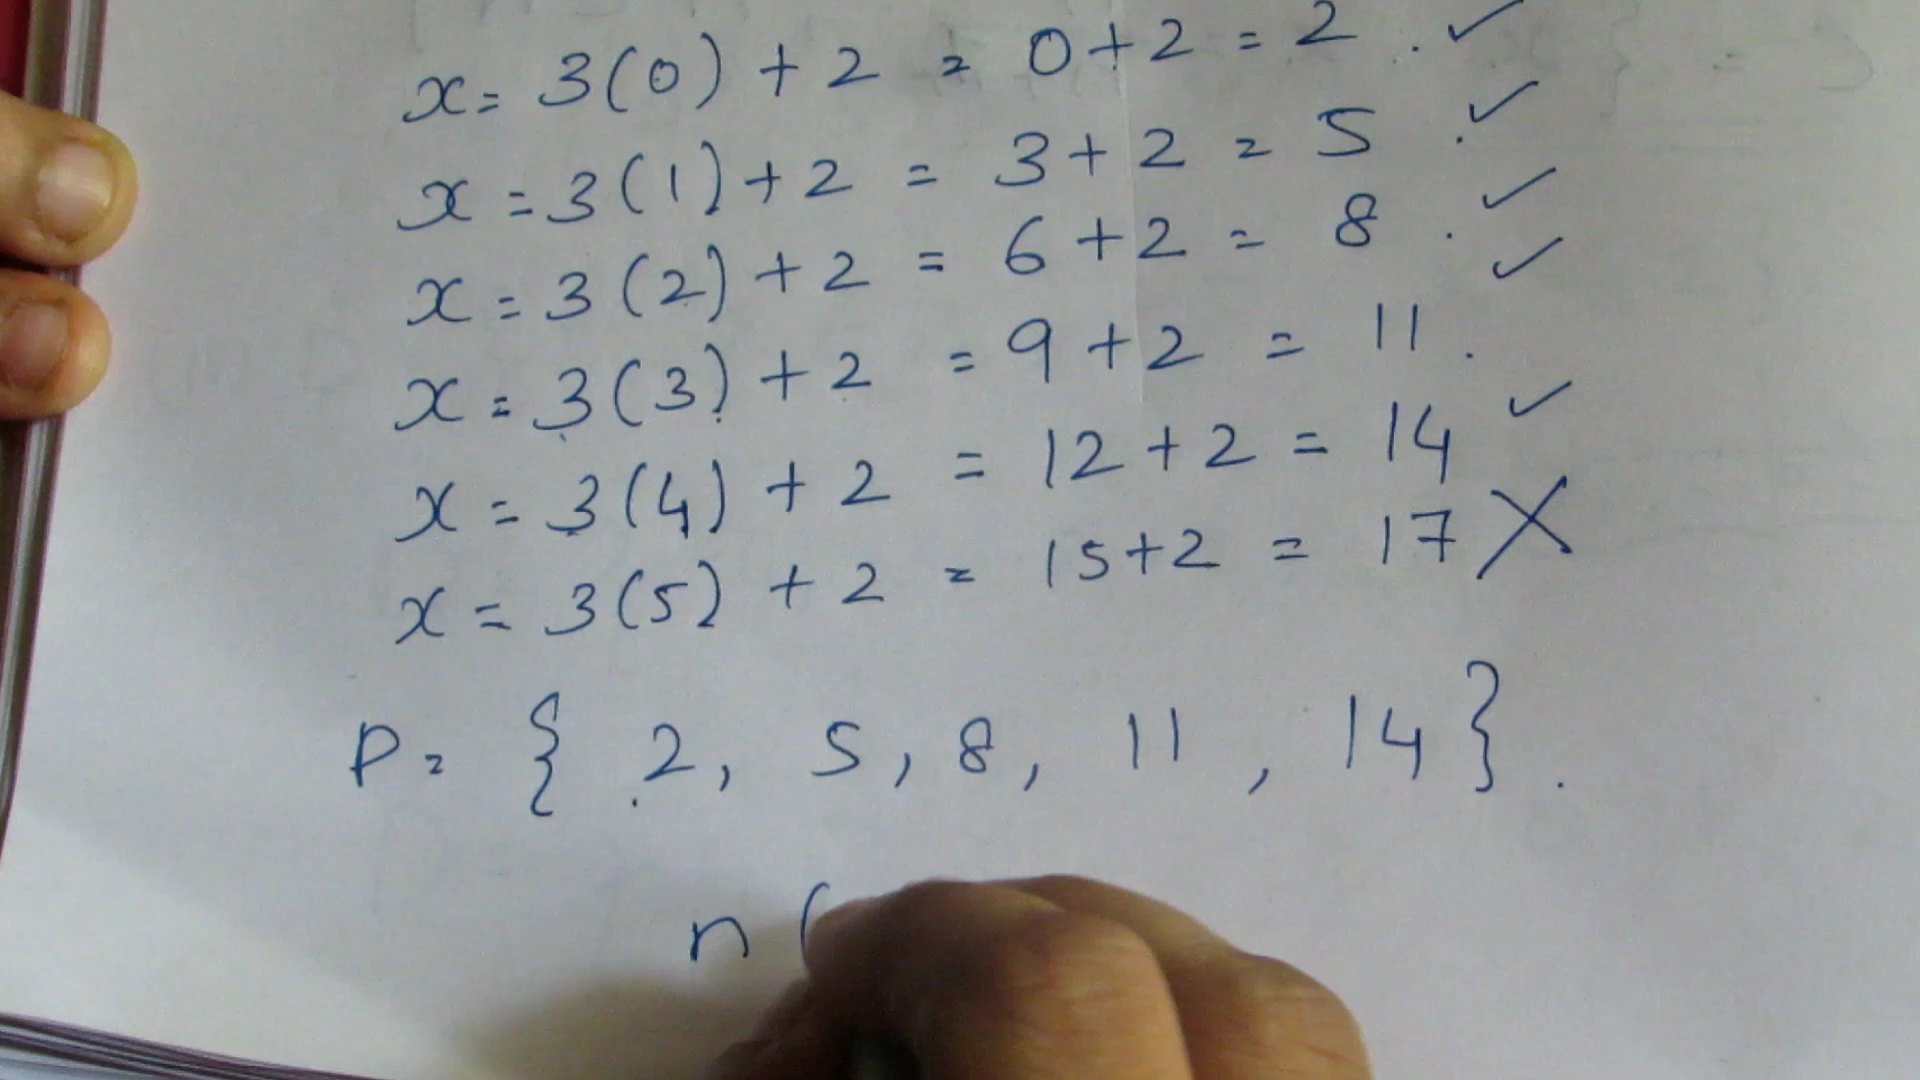 x = 3(0) + 2 = 0+2 = 2 . ✓
x = 3(1) + 2 = 3+2 = 5 . ✓
x = 3(2) + 2 = 6+2 = 8 . ✓
x = 3(3) + 2 = 9+2 = 11 . ✓
x = 3(4) + 2 = 12+2 = 14 ✓
x = 3(5) + 2 = 15+2 = 17 ✗
P = { 2, 5, 8, 11, 14 } .
n (